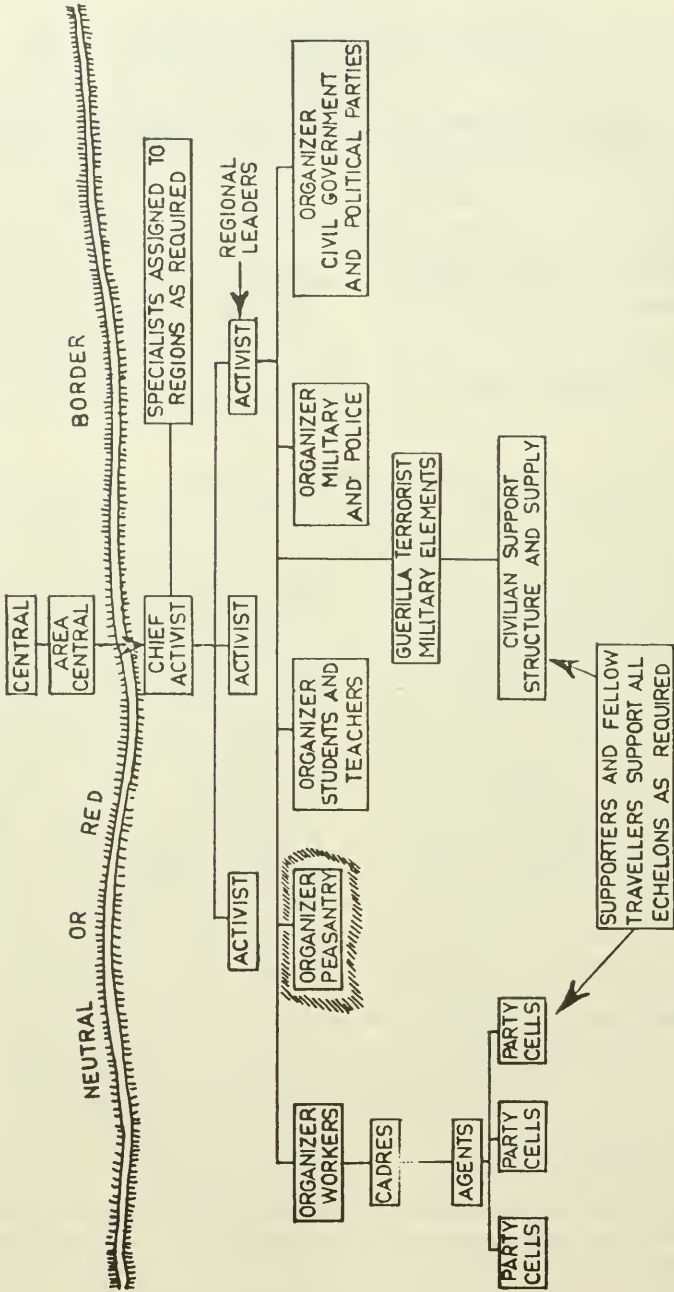 CENTRAL
AREA
CENTRAL
NEUTRAL OR RED BORDER
CHIEF
ACTIVIST
SPECIALISTS ASSIGNED TO
REGIONS AS REQUIRED
ACTIVIST
ACTIVIST
ACTIVIST
REGIONAL
LEADERS
ORGANIZER
WORKERS
ORGANIZER
PEASANTRY
ORGANIZER
STUDENTS AND
TEACHERS
ORGANIZER
MILITARY
AND POLICE
ORGANIZER
CIVIL GOVERNMENT
AND POLITICAL PARTIES
CADRES
GUERILLA TERRORIST
MILITARY ELEMENTS
AGENTS
PARTY
CELLS
PARTY
CELLS
PARTY
CELLS
CIVILIAN SUPPORT
STRUCTURE AND SUPPLY
SUPPORTERS AND FELLOW
TRAVELLERS SUPPORT ALL
ECHELONS AS REQUIRED